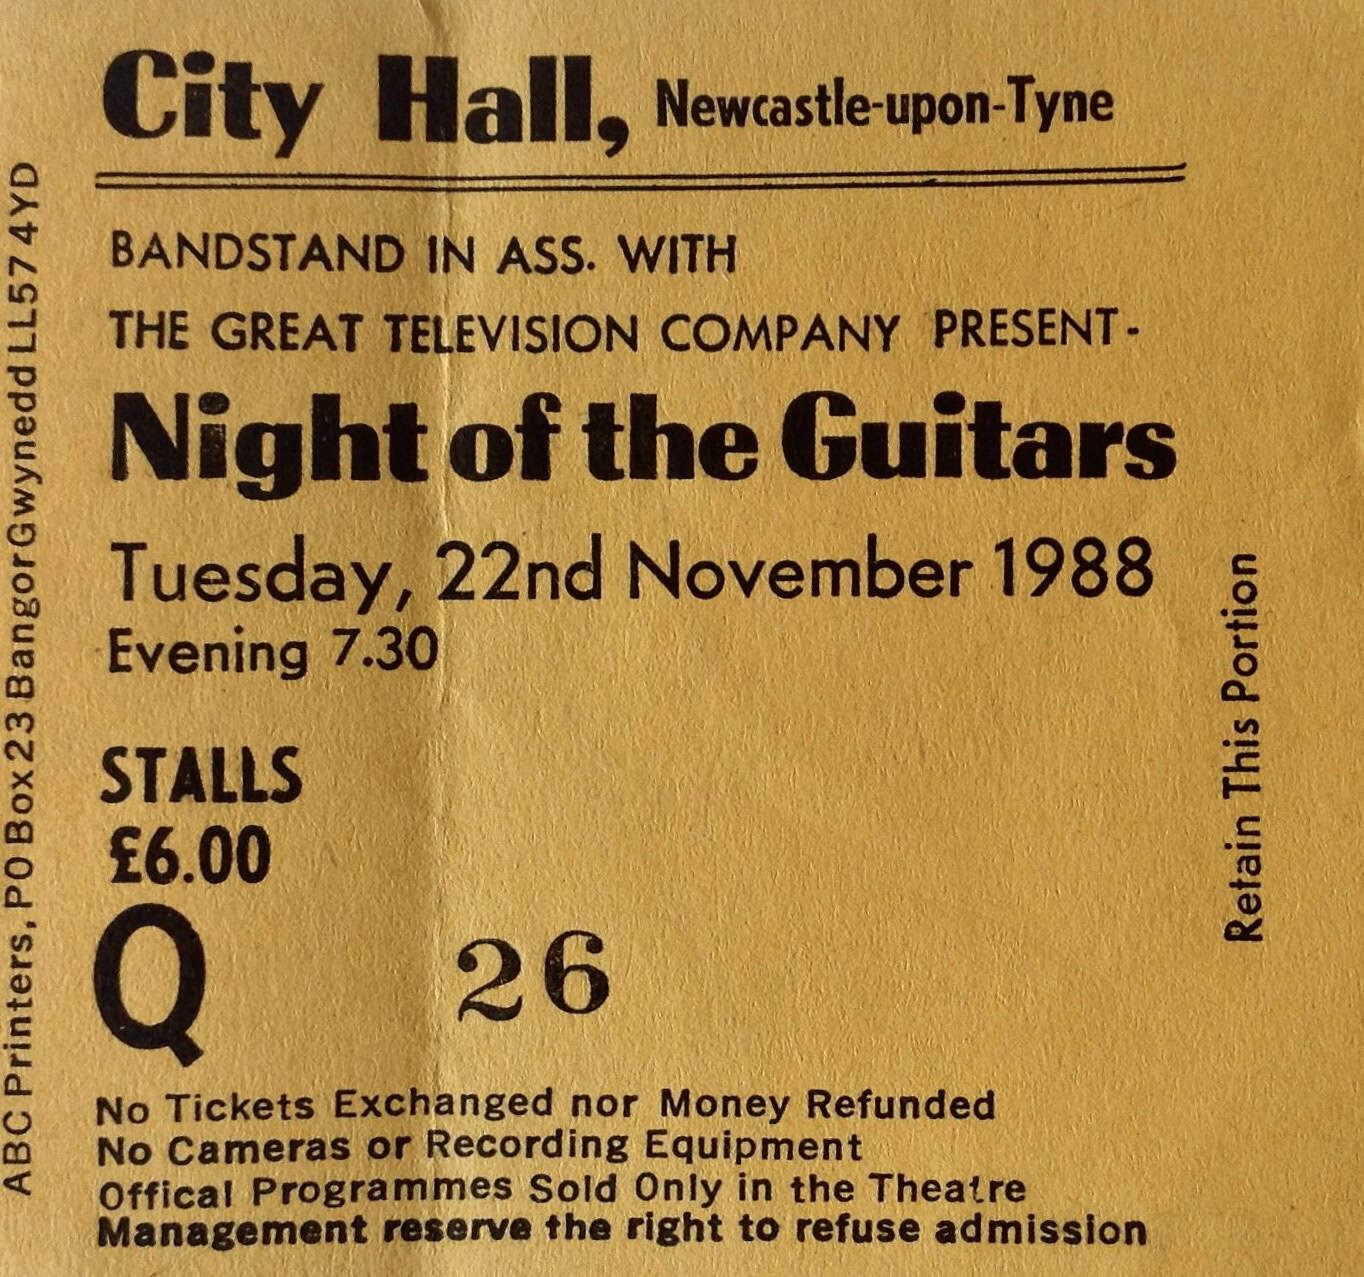 City Hall, Newcastle-upon-Tyne
BANDSTAND IN ASS. WITH
THE GREAT TELEVISION COMPANY PRESENT-
Night of the Guitars
Tuesday, 22nd November 1988
Evening 7.30
STALLS
£6.00
Q 26
No Tickets Exchanged nor Money Refunded
No Cameras or Recording Equipment
Offical Programmes Sold Only in the Theatre
Management reserve the right to refuse admission
ABC Printers, PO Box 23 Bangor Gwynedd LL57 4YD
Retain This Portion